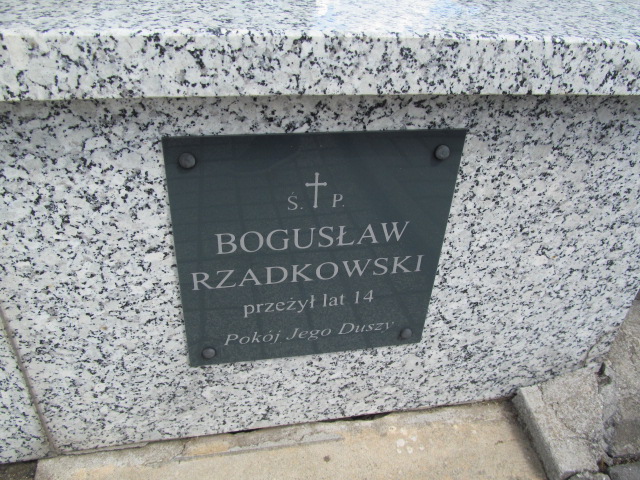 Ś. P.
BOGUSŁAW
RZADKOWSKI
przeżył lat 14
Pokój Jego Duszy